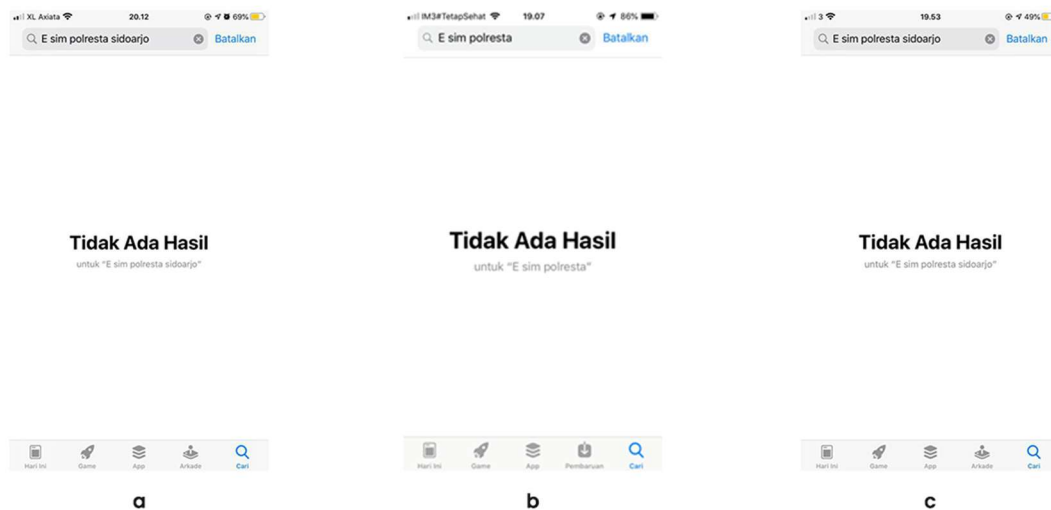 XL Axiata 20.12 69%
E sim polresta sidoarjo Batalkan
Tidak Ada Hasil
untuk "E sim polresta sidoarjo"
Hari Ini Game App Arkade Cari
a
IM3#TetapSehat 19.07 86%
E sim polresta Batalkan
Tidak Ada Hasil
untuk "E sim polresta"
Hari Ini Game App Pembaruan Cari
b
3 19.53 49%
E sim polresta sidoarjo Batalkan
Tidak Ada Hasil
untuk "E sim polresta sidoarjo"
Hari Ini Game App Arkade Cari
c